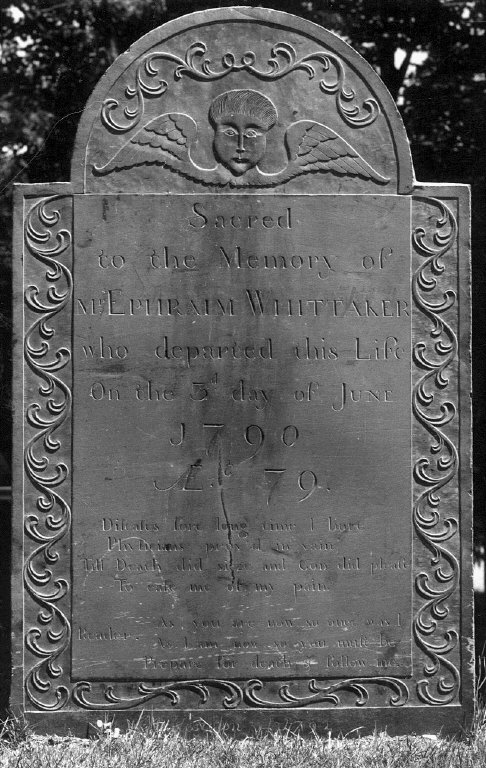 Sacred
to the Memory of
Mr EPHRAIM WHITTAKER
who departed this Life
On the 3d day of JUNE
1790
Æ.t 79.
Diſeaſes ſore long time I bore
Phyſicians prov'd in vain
Till Death did seize and GOD did pleaſe
To eaſe me of my pain.
As you are now, so once was I
Reader. As I am now, so you muſt be
Prepare for death & follow me.